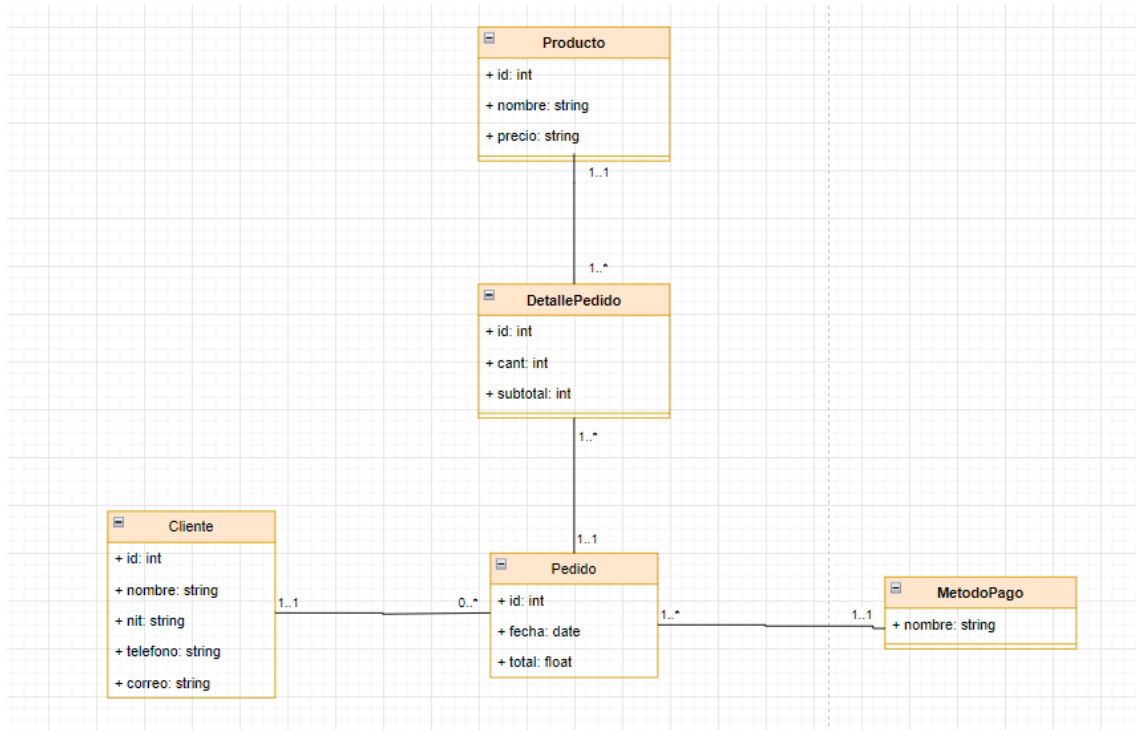 Producto
+ id: int
+ nombre: string
+ precio: string
1..1
1..*
DetallePedido
+ id: int
+ cant: int
+ subtotal: int
1..*
1..1
Cliente
+ id: int
+ nombre: string
+ nit: string
+ telefono: string
+ correo: string
1..1
0..*
Pedido
+ id: int
+ fecha: date
+ total: float
1..*
1..1
MetodoPago
+ nombre: string